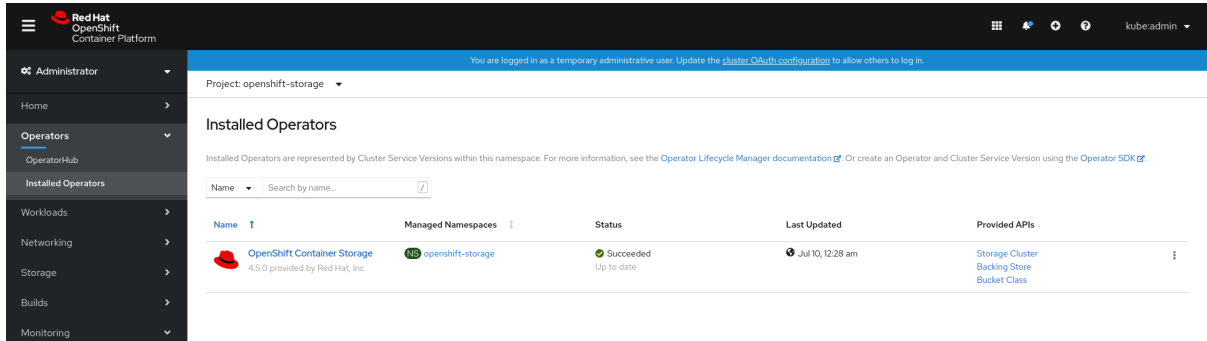 Red Hat
OpenShift
Container Platform
kube:admin
Administrator
You are logged in as a temporary administrative user. Update the cluster OAuth configuration to allow others to log in.
Project: openshift-storage
Home
Operators
OperatorHub
Installed Operators
Workloads
Networking
Storage
Builds
Monitoring
Installed Operators
Installed Operators are represented by Cluster Service Versions within this namespace. For more information, see the Operator Lifecycle Manager documentation. Or create an Operator and Cluster Service Version using the Operator SDK.
Name Search by name... /
Name Managed Namespaces Status Last Updated Provided APIs
OpenShift Container Storage NS openshift-storage Succeeded Jul 10, 12:28 am Storage Cluster
4.5.0 provided by Red Hat, Inc Up to date Backing Store
Bucket Class